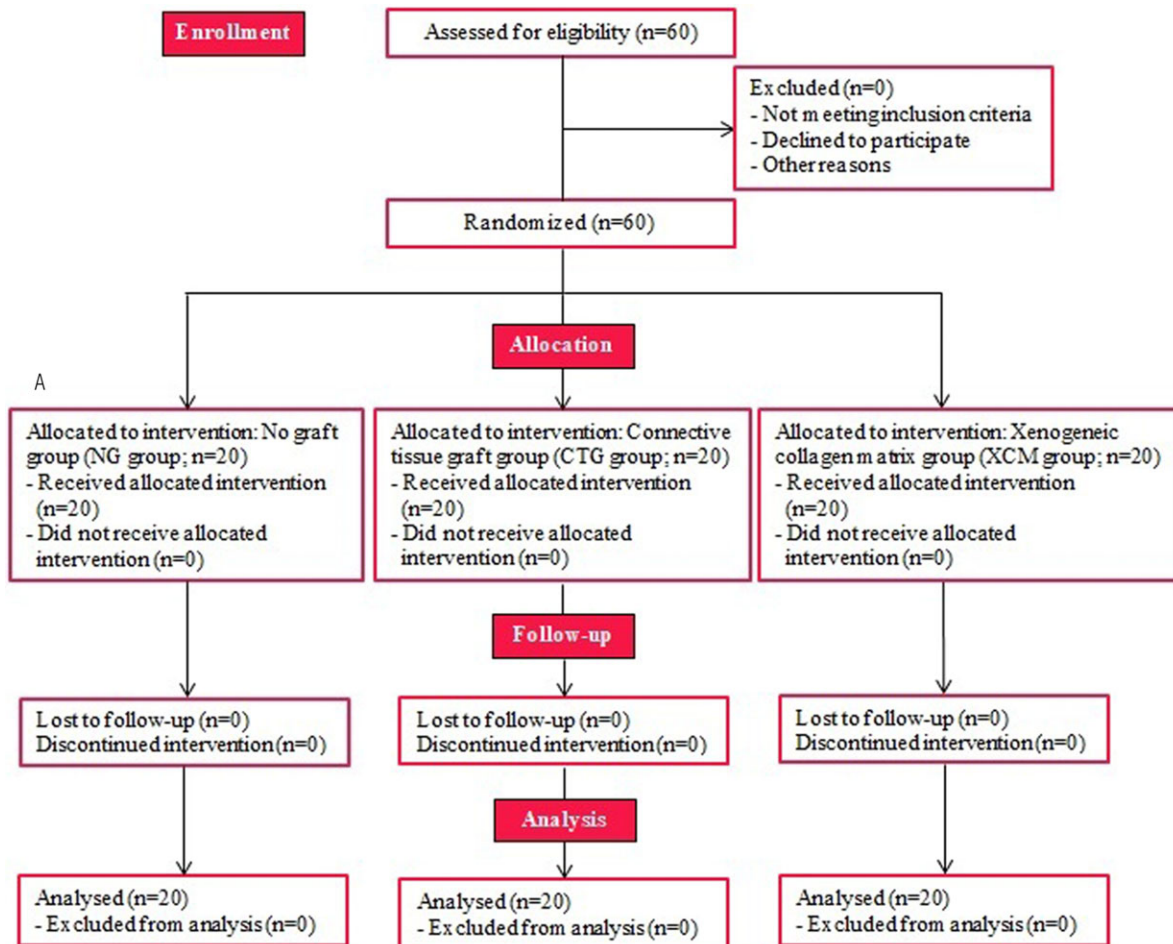 Enrollment
Assessed for eligibility (n=60)
Excluded (n=0)
- Not meeting inclusion criteria
- Declined to participate
- Other reasons
Randomized (n=60)
Allocation
A
Allocated to intervention: No graft
group (NG group; n=20)
- Received allocated intervention
(n=20)
- Did not receive allocated
intervention (n=0)
Allocated to intervention: Connective
tissue graft group (CTG group; n=20)
- Received allocated intervention
(n=20)
- Did not receive allocated
intervention (n=0)
Allocated to intervention: Xenogeneic
collagen matrix group (XCM group; n=20)
- Received allocated intervention
(n=20)
- Did not receive allocated
intervention (n=0)
Follow-up
Lost to follow-up (n=0)
Discontinued intervention (n=0)
Lost to follow-up (n=0)
Discontinued intervention (n=0)
Lost to follow-up (n=0)
Discontinued intervention (n=0)
Analysis
Analysed (n=20)
- Excluded from analysis (n=0)
Analysed (n=20)
- Excluded from analysis (n=0)
Analysed (n=20)
- Excluded from analysis (n=0)